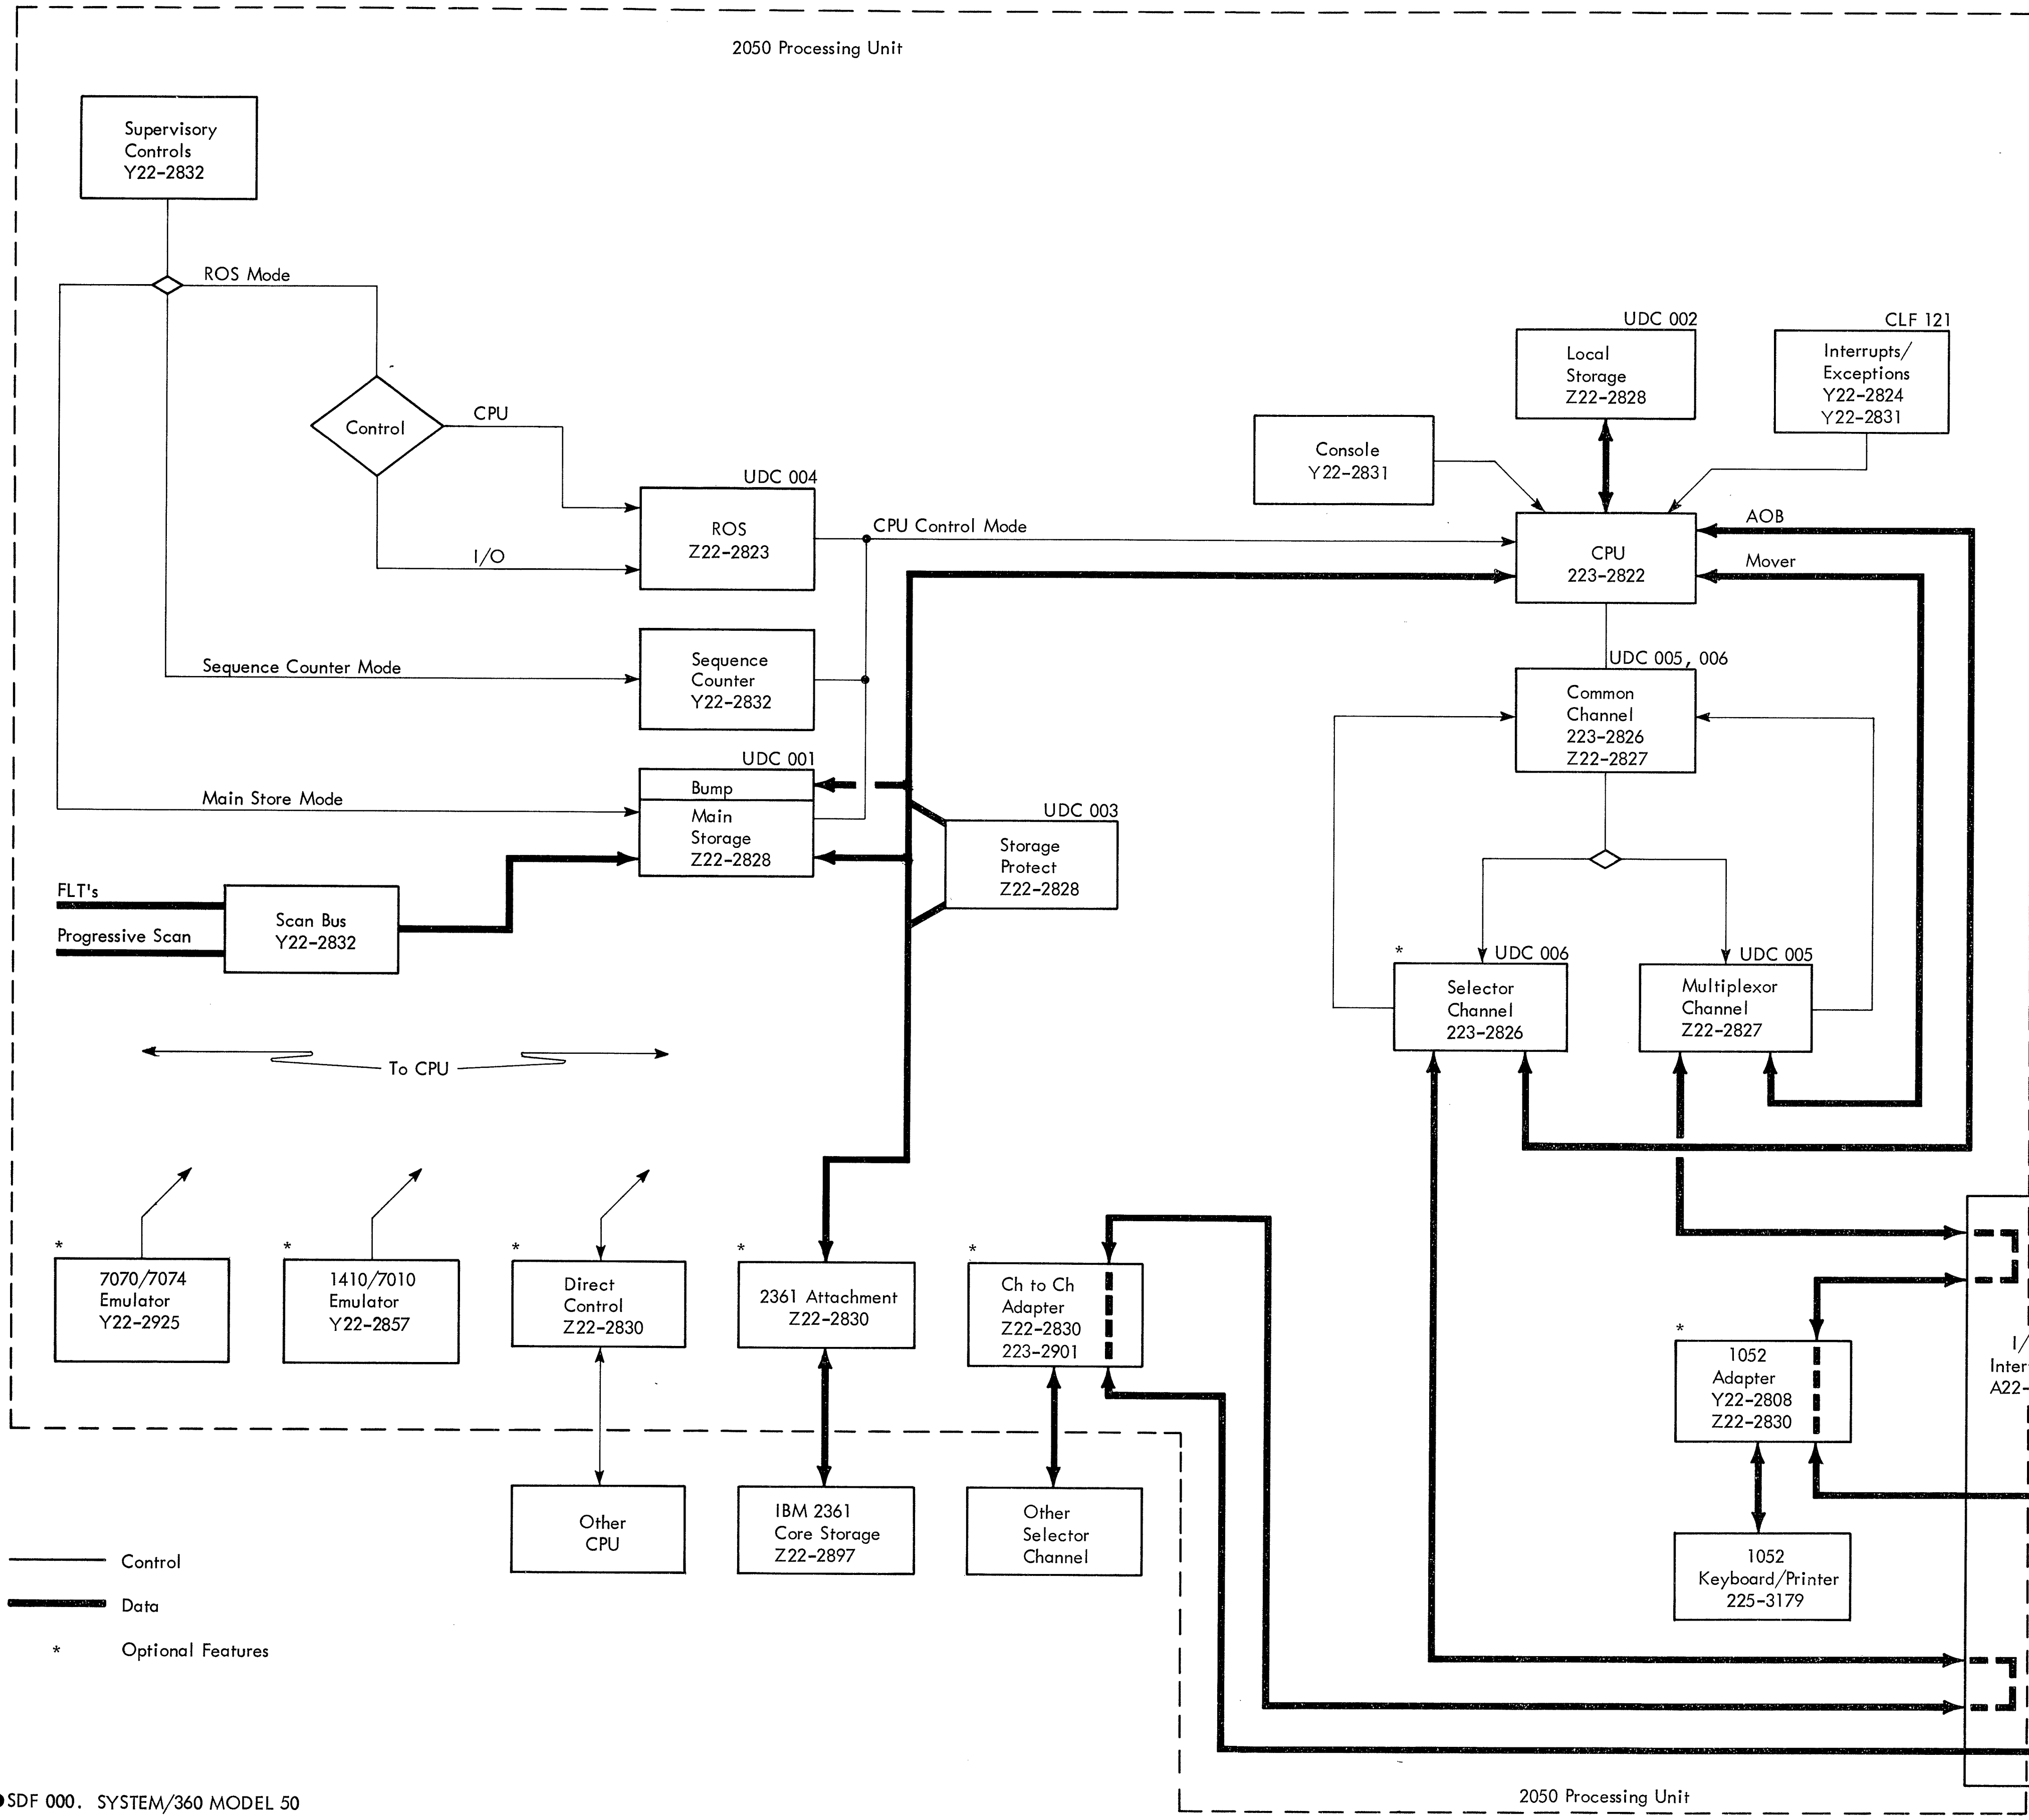 2050 Processing Unit
Supervisory
Controls
Y22-2832
ROS Mode
Control
CPU
I/O
UDC 004
ROS
Z22-2823
CPU Control Mode
Sequence Counter Mode
Sequence
Counter
Y22-2832
UDC 001
Bump
Main Store Mode
Main
Storage
Z22-2828
UDC 003
Storage
Protect
Z22-2828
FLT's
Progressive Scan
Scan Bus
Y22-2832
To CPU
UDC 002
Local
Storage
Z22-2828
CLF 121
Interrupts/
Exceptions
Y22-2824
Y22-2831
Console
Y22-2831
CPU
223-2822
AOB
Mover
UDC 005, 006
Common
Channel
223-2826
Z22-2827
*
UDC 006
Selector
Channel
223-2826
UDC 005
Multiplexor
Channel
Z22-2827
*
7070/7074
Emulator
Y22-2925
*
1410/7010
Emulator
Y22-2857
*
Direct
Control
Z22-2830
*
2361 Attachment
Z22-2830
*
Ch to Ch
Adapter
Z22-2830
223-2901
*
1052
Adapter
Y22-2808
Z22-2830
I/
Inter
A22-
Other
CPU
IBM 2361
Core Storage
Z22-2897
Other
Selector
Channel
1052
Keyboard/Printer
225-3179
Control
Data
* Optional Features
2050 Processing Unit
SDF 000. SYSTEM/360 MODEL 50